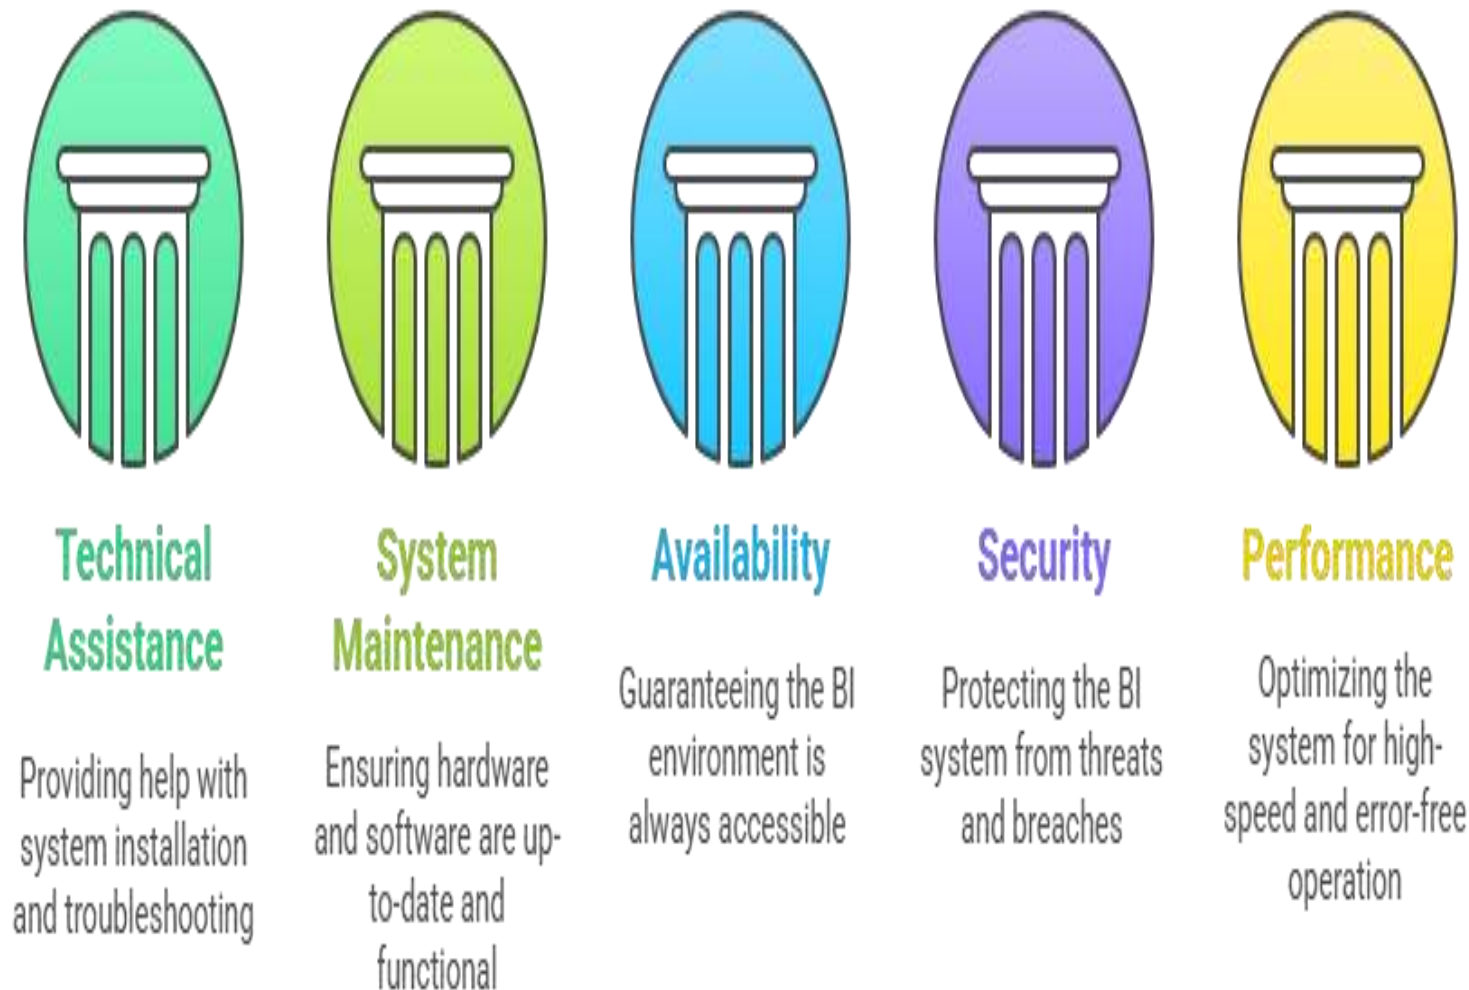 Technical
Assistance
Providing help with
system installation
and troubleshooting
System
Maintenance
Ensuring hardware
and software are up-
to-date and
functional
Availability
Guaranteeing the BI
environment is
always accessible
Security
Protecting the BI
system from threats
and breaches
Performance
Optimizing the
system for high-
speed and error-free
operation